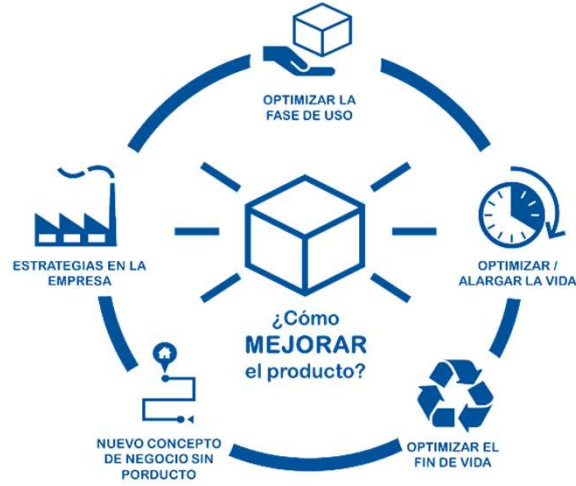 OPTIMIZAR LA
FASE DE USO
OPTIMIZAR /
ALARGAR LA VIDA
OPTIMIZAR EL
FIN DE VIDA
NUEVO CONCEPTO
DE NEGOCIO SIN
PORDUCTO
ESTRATEGIAS EN LA
EMPRESA
¿Cómo
MEJORAR
el producto?